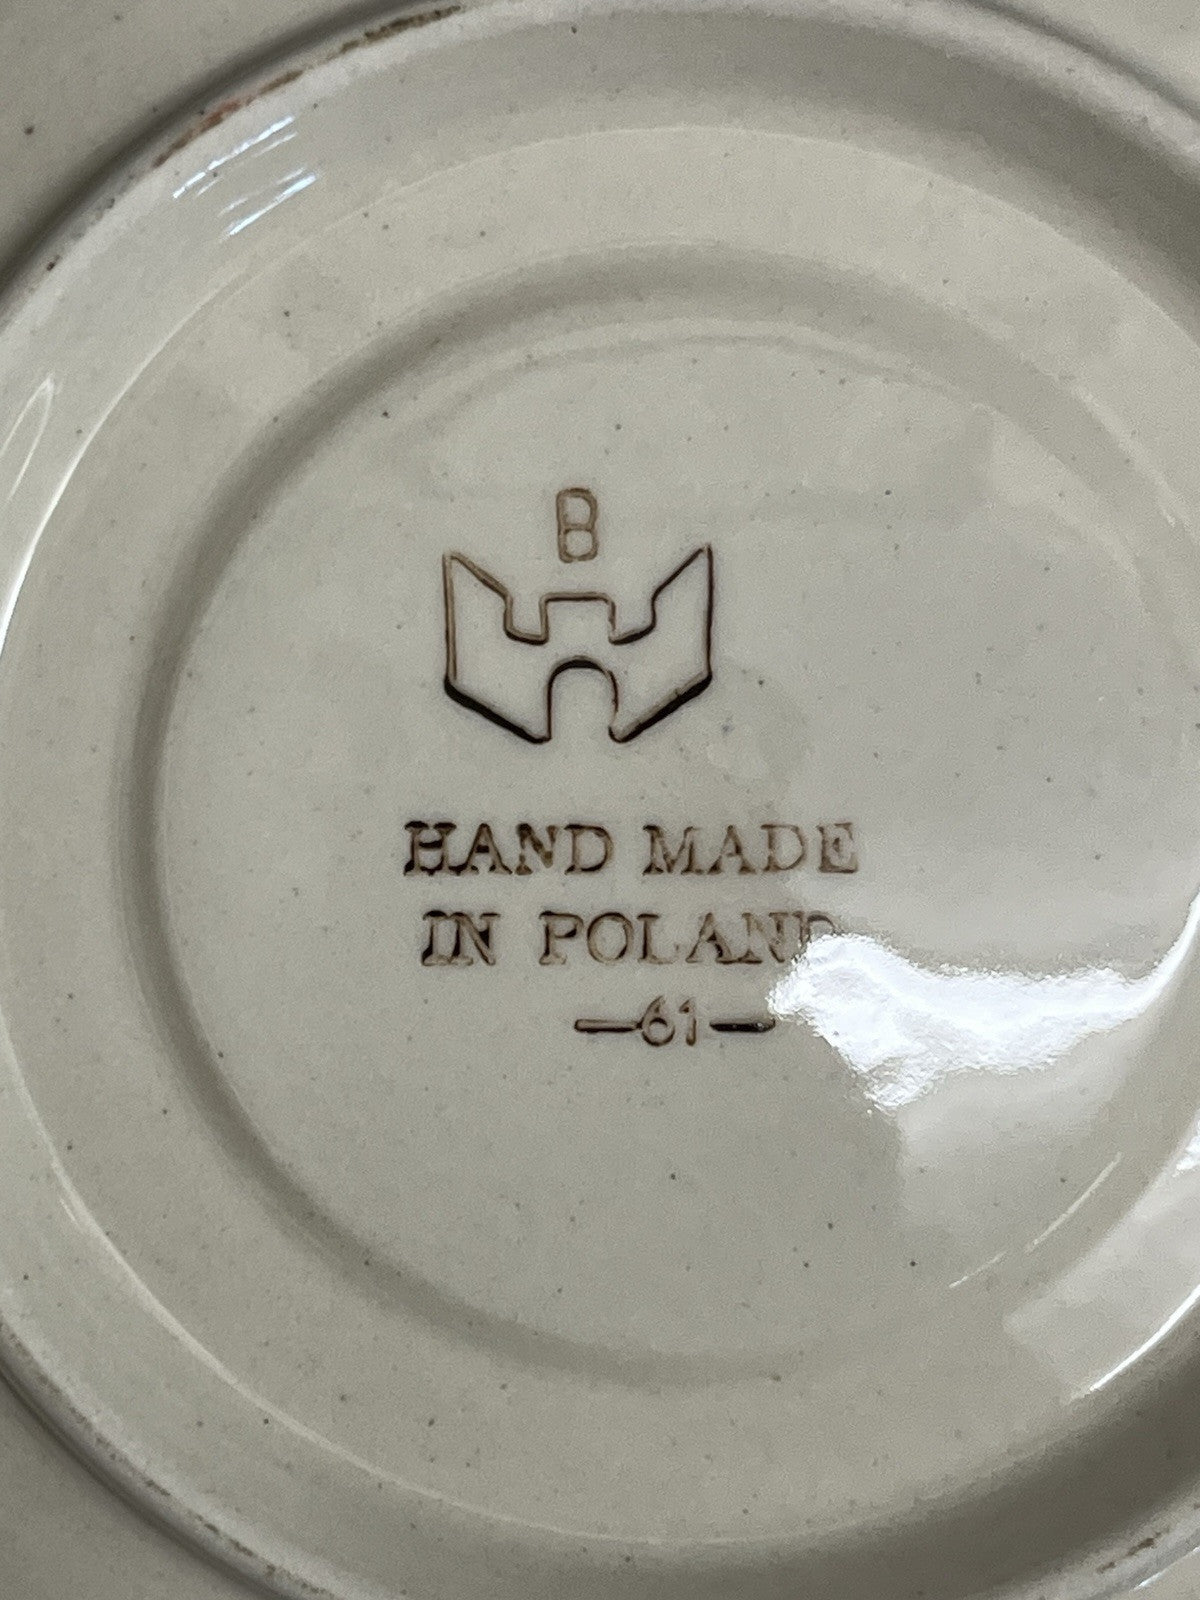 B
HAND MADE
IN POLAND
—61—